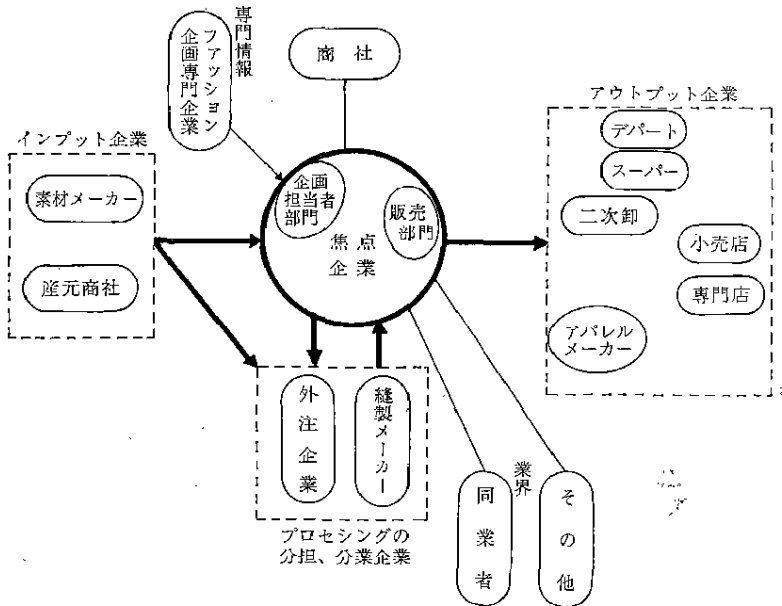 専門情報
ファッション
企画専門企業
商社
アウトプット企業
デパート
スーパー
二次卸
小売店
専門店
アパレル
メーカー
インプット企業
素材メーカー
産元商社
企画
担当者
部門
販売
部門
焦点
企業
外注企業
縫製メーカー
プロセシングの
分担、分業企業
業界
同業者
その他